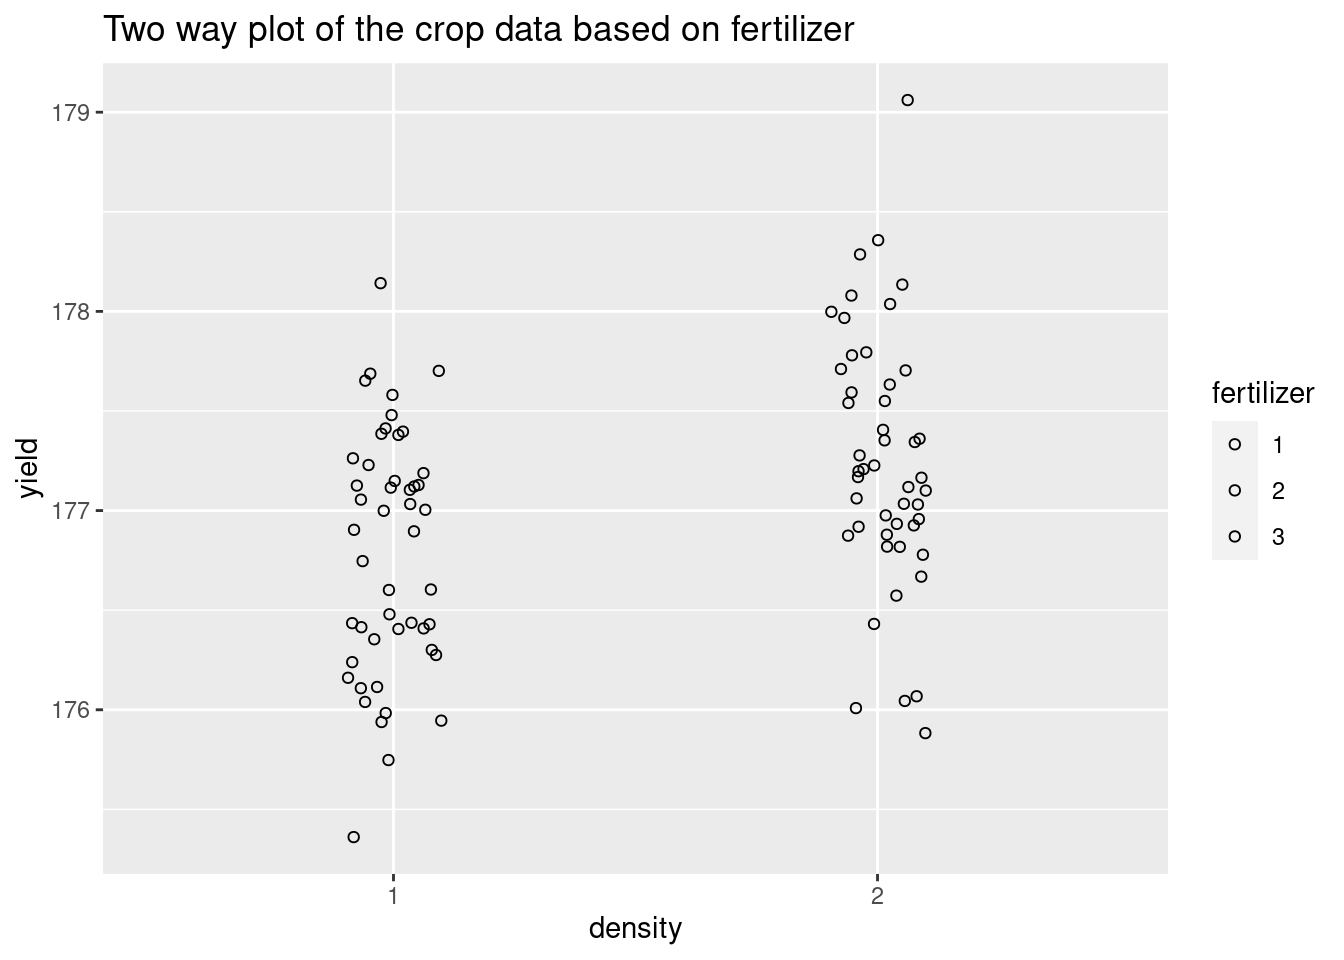 Two way plot of the crop data based on fertilizer
179
178
177
176
yield
1
2
density
fertilizer
1
2
3